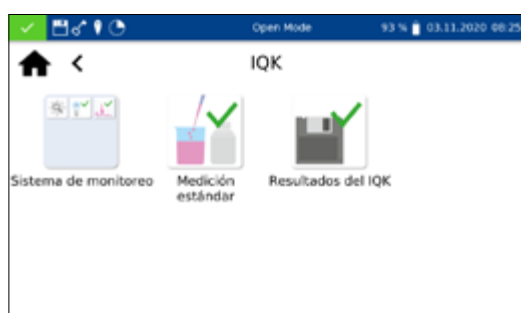 Open Mode 93 % 03.11.2020 08:25
IQK
Sistema de monitoreo
Medición
estándar
Resultados del IQK